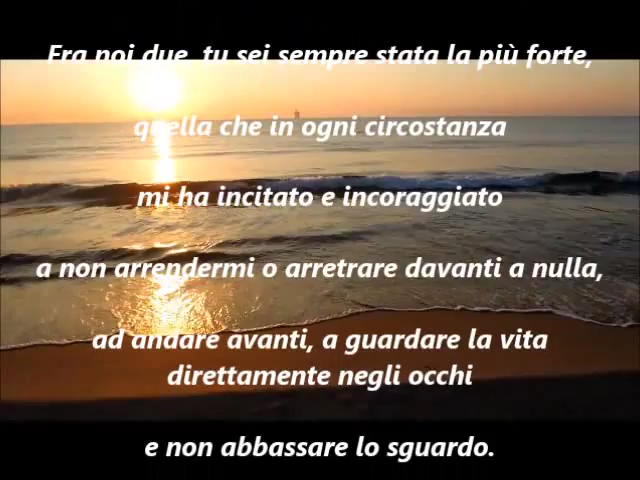 Fra noi due, tu sei sempre stata la più forte,
quella che in ogni circostanza
mi ha incitato e incoraggiato
a non arrendermi o arretrare davanti a nulla,
ad andare avanti, a guardare la vita
direttamente negli occhi
e non abbassare lo sguardo.